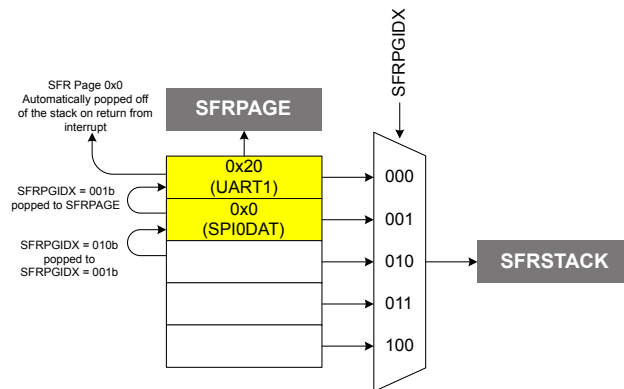 SFRPGIDX
SFR Page 0x0
Automatically popped off
of the stack on return from
interrupt
SFRPAGE
0x20
(UART1)
000
SFRPGIDX = 001b
popped to SFRPAGE
0x0
(SPI0DAT)
001
SFRPGIDX = 010b
popped to
SFRPGIDX = 001b
010
SFRSTACK
011
100